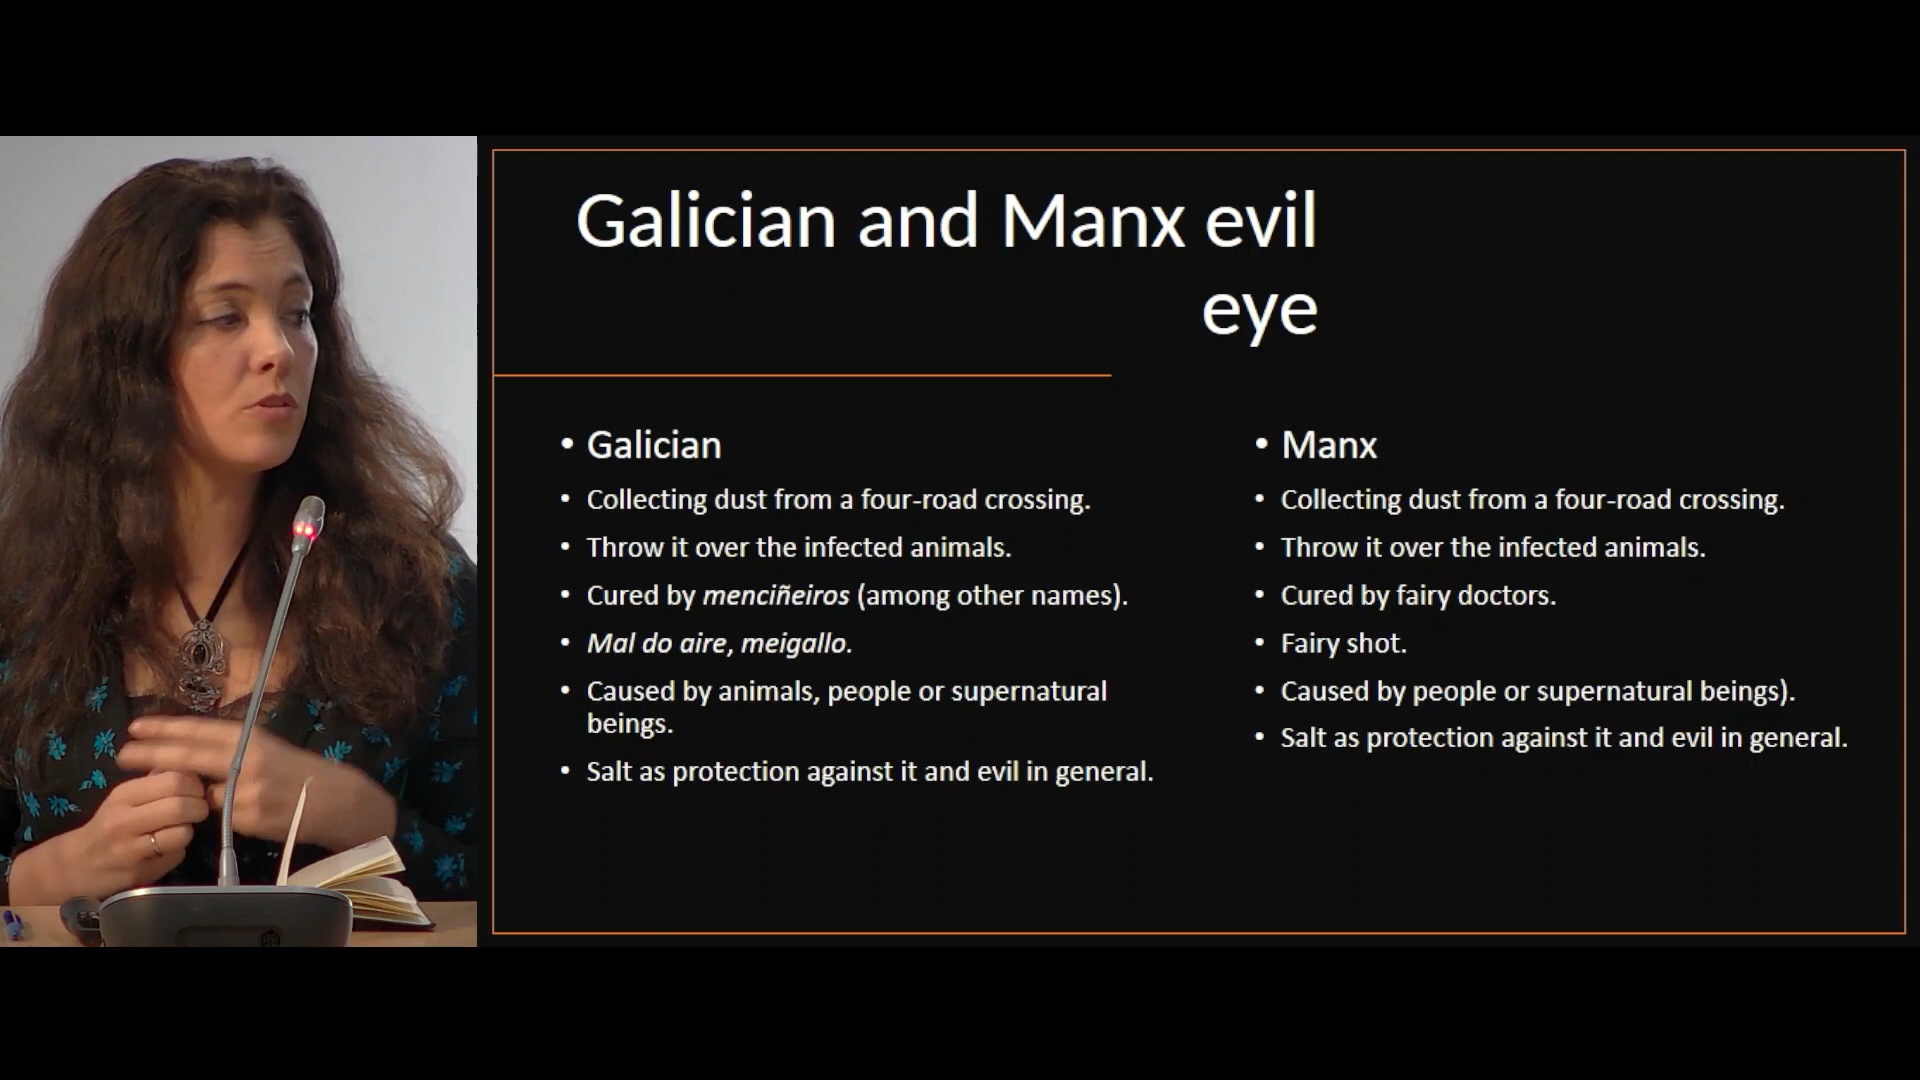 Galician and Manx evil
eye
• Galician
• Collecting dust from a four-road crossing.
• Throw it over the infected animals.
• Cured by menciñeiros (among other names).
• Mal do aire, meigallo.
• Caused by animals, people or supernatural
beings.
• Salt as protection against it and evil in general.
• Manx
• Collecting dust from a four-road crossing.
• Throw it over the infected animals.
• Cured by fairy doctors.
• Fairy shot.
• Caused by people or supernatural beings).
• Salt as protection against it and evil in general.